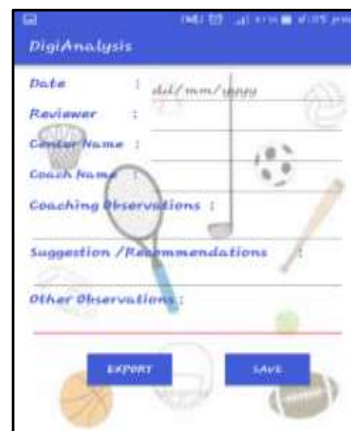 DigiAnalysis
Date :
dd/mm/yyyy
Reviewer :
Center Name :
Coach Name :
Coaching Observations :
Suggestion /Recommendations :
Other Observations :
EXPORT
SAVE